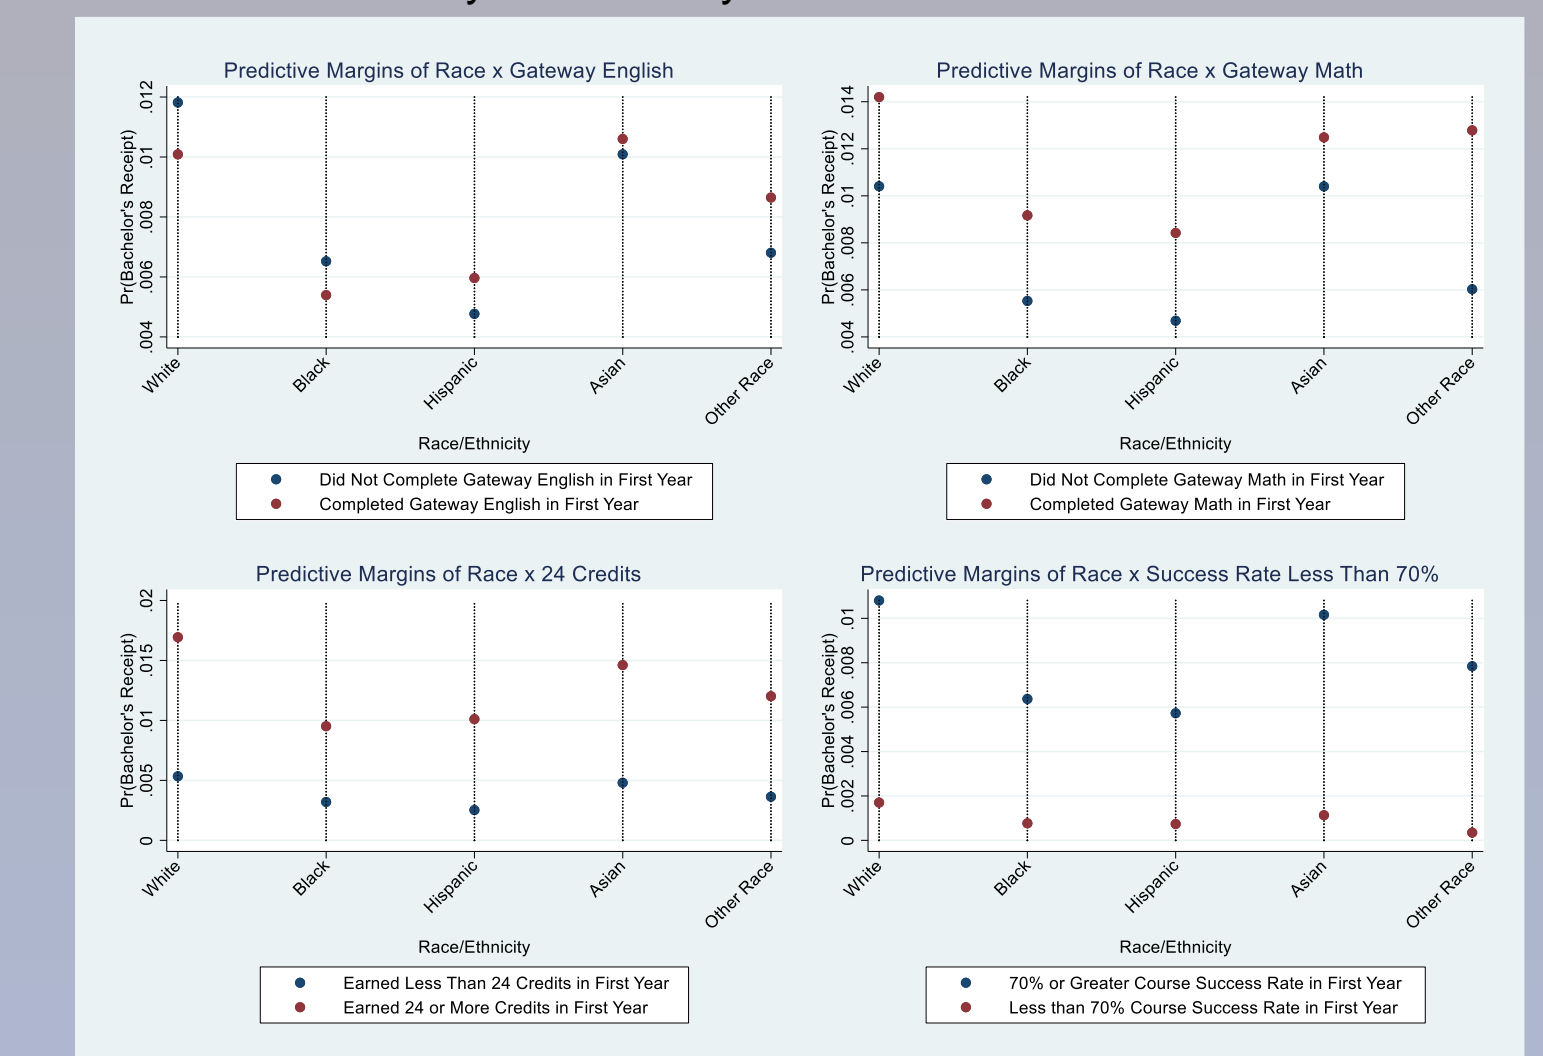 Predictive Margins of Race x Gateway English
Pr(Bachelor's Receipt)
.012
.01
.008
.006
.004
White
Black
Hispanic
Asian
Other Race
Race/Ethnicity
Did Not Complete Gateway English in First Year
Completed Gateway English in First Year
Predictive Margins of Race x Gateway Math
Pr(Bachelor's Receipt)
.014
.012
.01
.008
.006
.004
White
Black
Hispanic
Asian
Other Race
Race/Ethnicity
Did Not Complete Gateway Math in First Year
Completed Gateway Math in First Year
Predictive Margins of Race x 24 Credits
Pr(Bachelor's Receipt)
.02
.015
.01
.005
0
White
Black
Hispanic
Asian
Other Race
Race/Ethnicity
Earned Less Than 24 Credits in First Year
Earned 24 or More Credits in First Year
Predictive Margins of Race x Success Rate Less Than 70%
Pr(Bachelor's Receipt)
.01
.008
.006
.004
.002
0
White
Black
Hispanic
Asian
Other Race
Race/Ethnicity
70% or Greater Course Success Rate in First Year
Less than 70% Course Success Rate in First Year